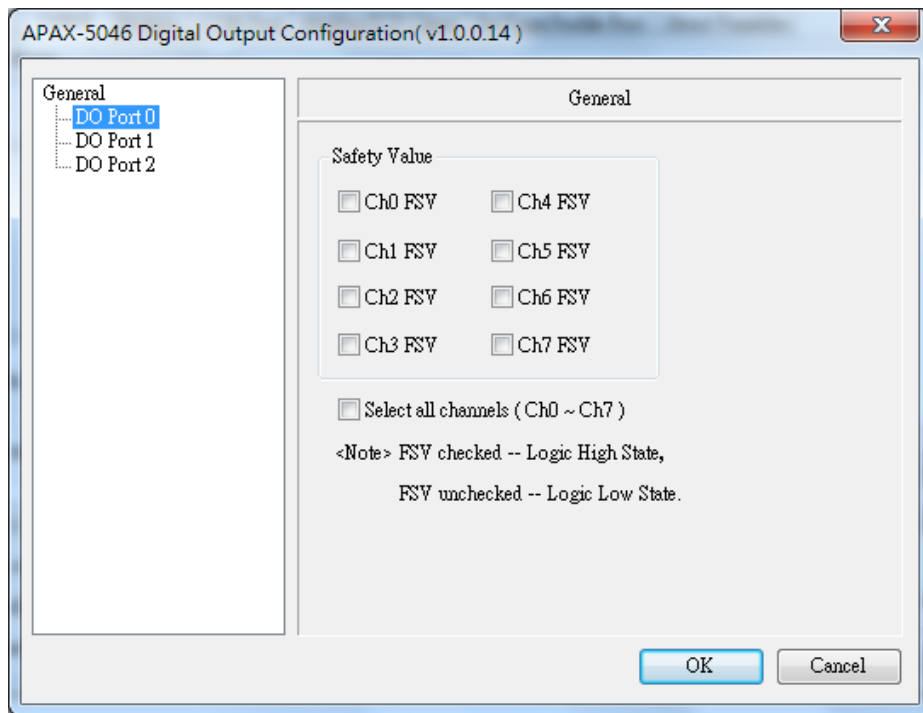 APAX-5046 Digital Output Configuration( v1.0.0.14 )
General
DO Port 0
DO Port 1
DO Port 2
General
Safety Value
Ch0 FSV
Ch4 FSV
Ch1 FSV
Ch5 FSV
Ch2 FSV
Ch6 FSV
Ch3 FSV
Ch7 FSV
Select all channels ( Ch0 ~ Ch7 )
<Note> FSV checked -- Logic High State,
FSV unchecked -- Logic Low State.
OK
Cancel